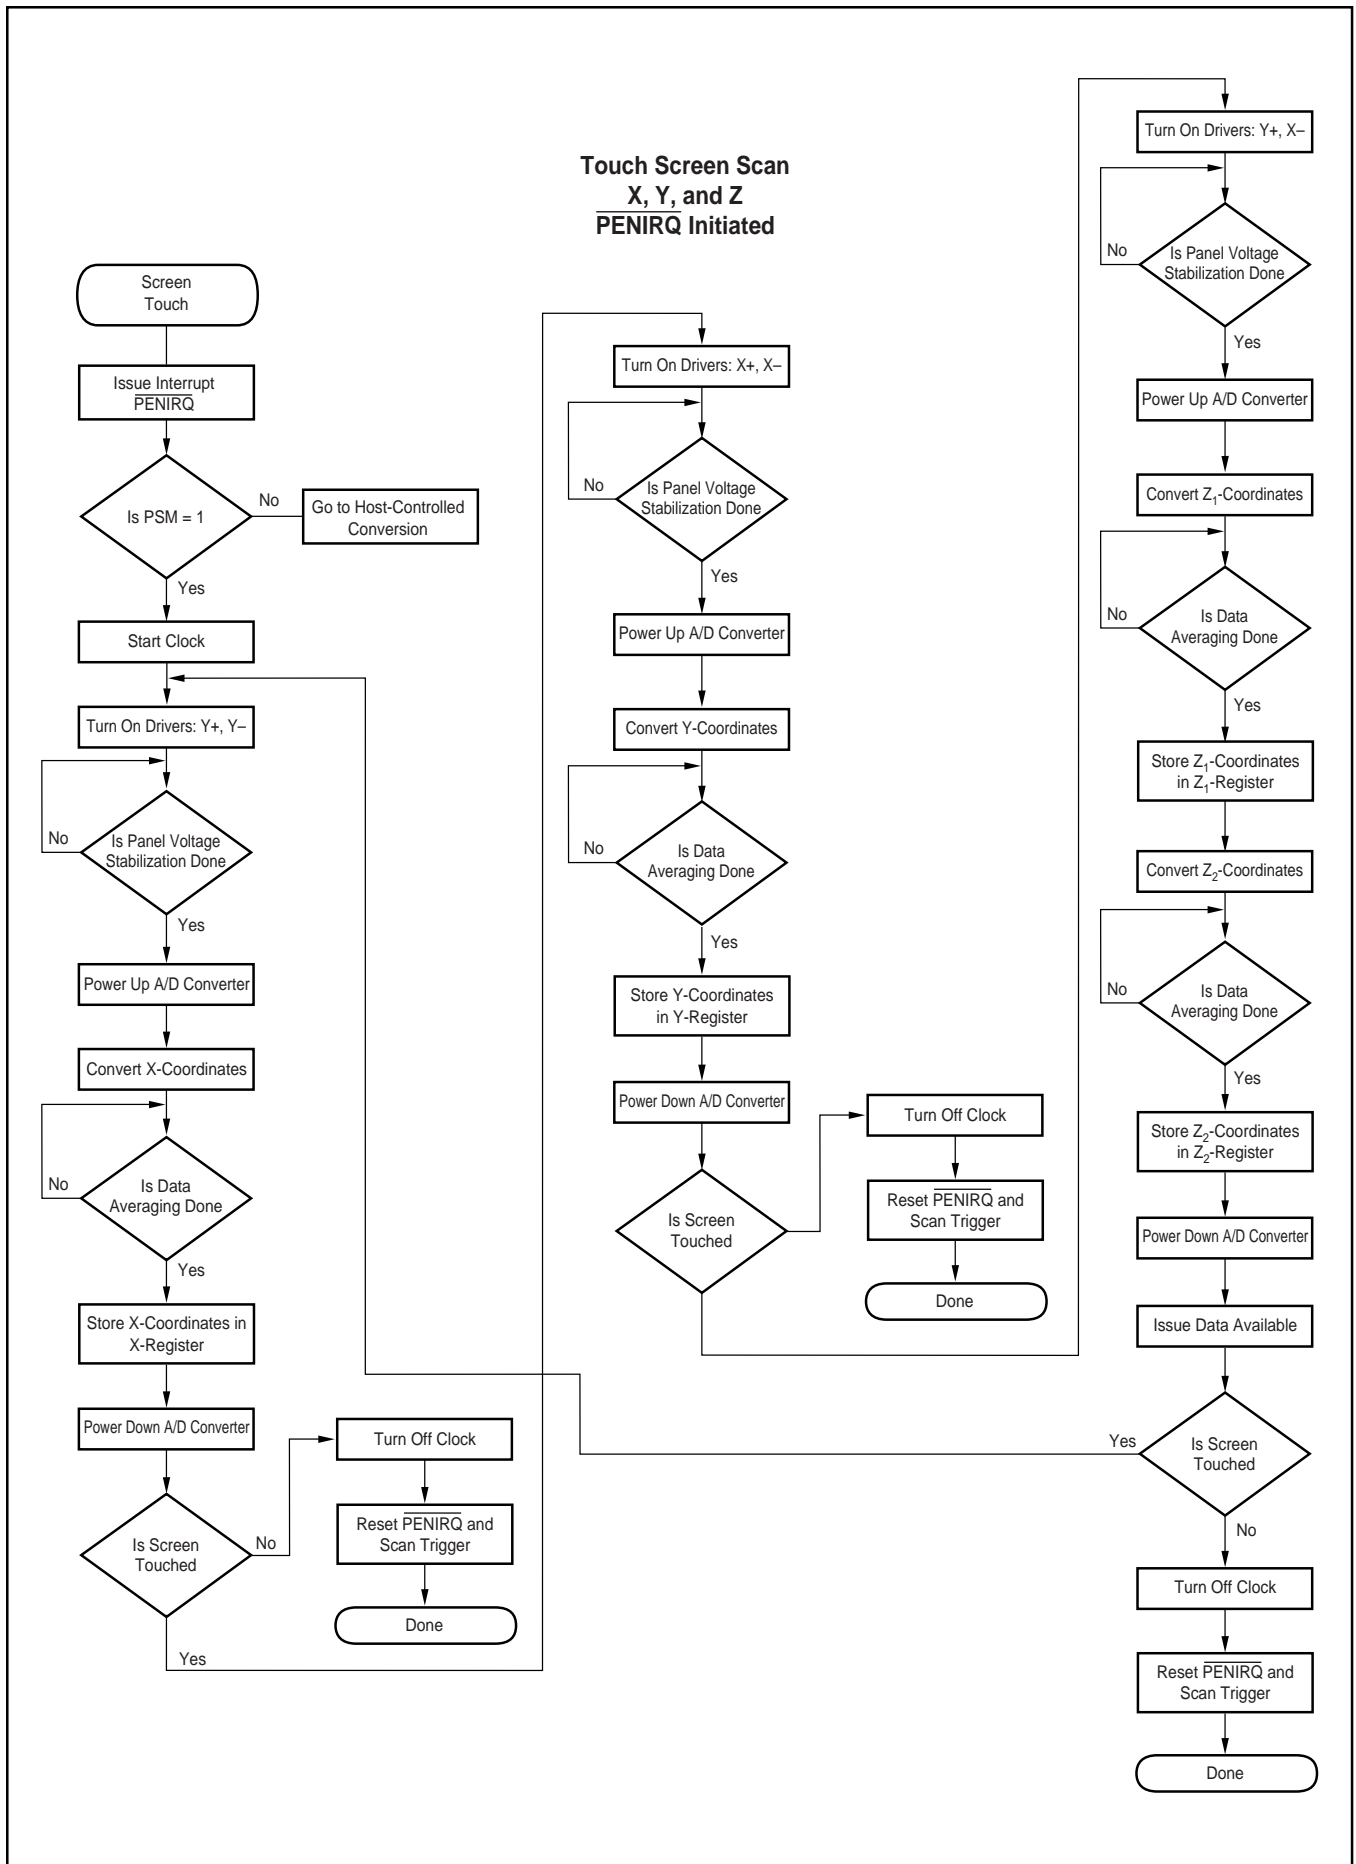 Touch Screen Scan
X, Y, and Z
PENIRQ Initiated
Screen
Touch
Issue Interrupt
PENIRQ
Is PSM = 1
No
Go to Host-Controlled
Conversion
Yes
Start Clock
Turn On Drivers: Y+, Y–
Is Panel Voltage
Stabilization Done
No
Yes
Power Up A/D Converter
Convert X-Coordinates
Is Data
Averaging Done
No
Yes
Store X-Coordinates in
X-Register
Power Down A/D Converter
Is Screen
Touched
No
Turn Off Clock
Reset PENIRQ and
Scan Trigger
Done
Yes
Turn On Drivers: X+, X–
Is Panel Voltage
Stabilization Done
No
Yes
Power Up A/D Converter
Convert Y-Coordinates
Is Data
Averaging Done
No
Yes
Store Y-Coordinates
in Y-Register
Power Down A/D Converter
Is Screen
Touched
Turn Off Clock
Reset PENIRQ and
Scan Trigger
Done
Turn On Drivers: Y+, X–
Is Panel Voltage
Stabilization Done
No
Yes
Power Up A/D Converter
Convert Z1-Coordinates
Is Data
Averaging Done
No
Yes
Store Z1-Coordinates
in Z1-Register
Convert Z2-Coordinates
Is Data
Averaging Done
No
Yes
Store Z2-Coordinates
in Z2-Register
Power Down A/D Converter
Issue Data Available
Is Screen
Touched
Yes
No
Turn Off Clock
Reset PENIRQ and
Scan Trigger
Done